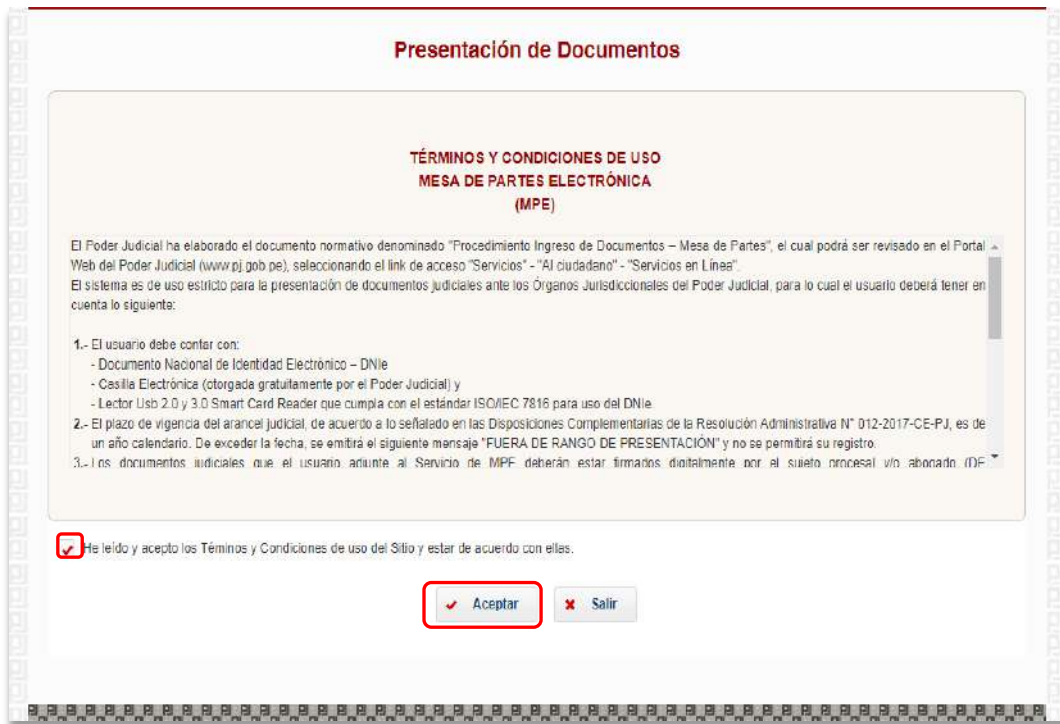 Presentación de Documentos
TÉRMINOS Y CONDICIONES DE USO
MESA DE PARTES ELECTRÓNICA
(MPE)
El Poder Judicial ha elaborado el documento normativo denominado "Procedimiento Ingreso de Documentos – Mesa de Partes", el cual podrá ser revisado en el Portal
Web del Poder Judicial (www.pj.gob.pe), seleccionando el link de acceso "Servicios" - "Al ciudadano" - "Servicios en Línea".
El sistema es de uso estricto para la presentación de documentos judiciales ante los Órganos Jurisdiccionales del Poder Judicial, para lo cual el usuario deberá tener en
cuenta lo siguiente:
1.- El usuario debe contar con:
- Documento Nacional de Identidad Electrónico – DNIe
- Casilla Electrónica (otorgada gratuitamente por el Poder Judicial) y
- Lector Usb 2.0 y 3.0 Smart Card Reader que cumpla con el estándar ISO/IEC 7816 para uso del DNIe
2.- El plazo de vigencia del arancel judicial, de acuerdo a lo señalado en las Disposiciones Complementarias de la Resolución Administrativa N° 012-2017-CE-PJ, es de
un año calendario. De exceder la fecha, se emitirá el siguiente mensaje "FUERA DE RANGO DE PRESENTACIÓN" y no se permitirá su registro.
3.- Los documentos judiciales que el usuario adjunte al Servicio de MPE deberán estar firmados digitalmente por el sujeto procesal y/o abogado (DE
He leído y acepto los Téminos y Condiciones de uso del Sitio y estar de acuerdo con ellas.
Aceptar
Salir